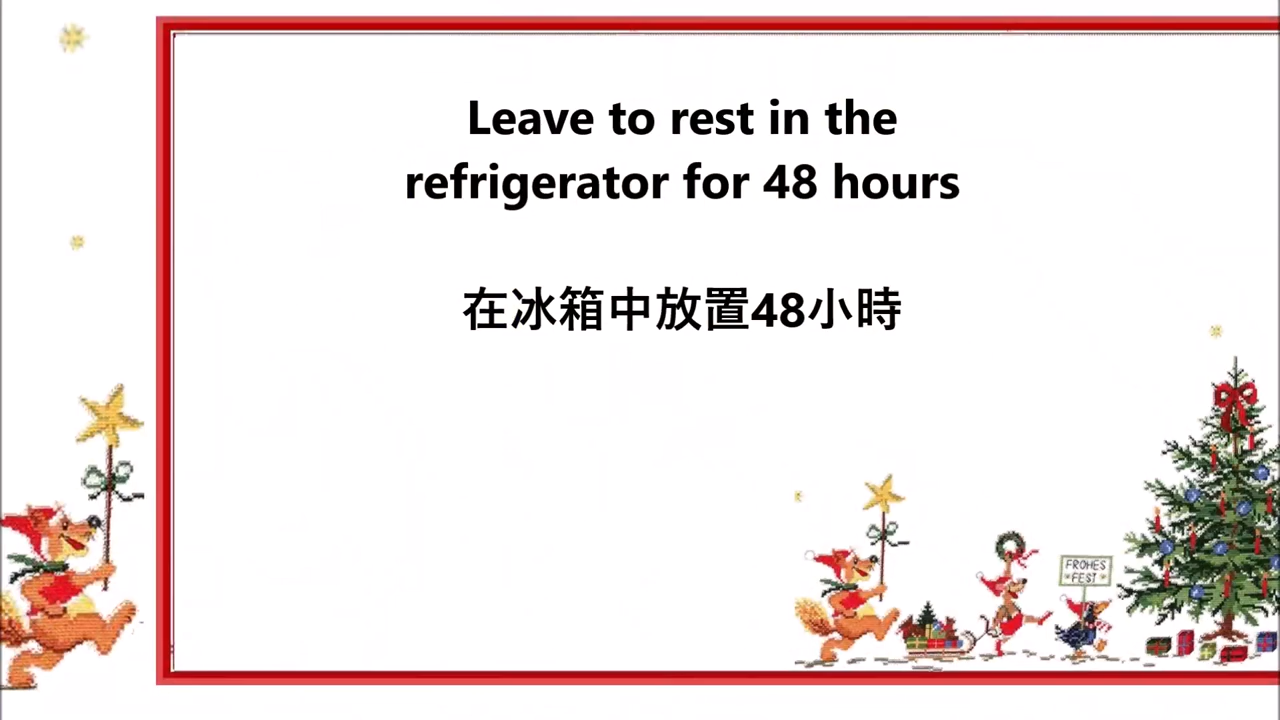 Leave to rest in the
refrigerator for 48 hours
在冰箱中放置48小時
FROHES
FEST